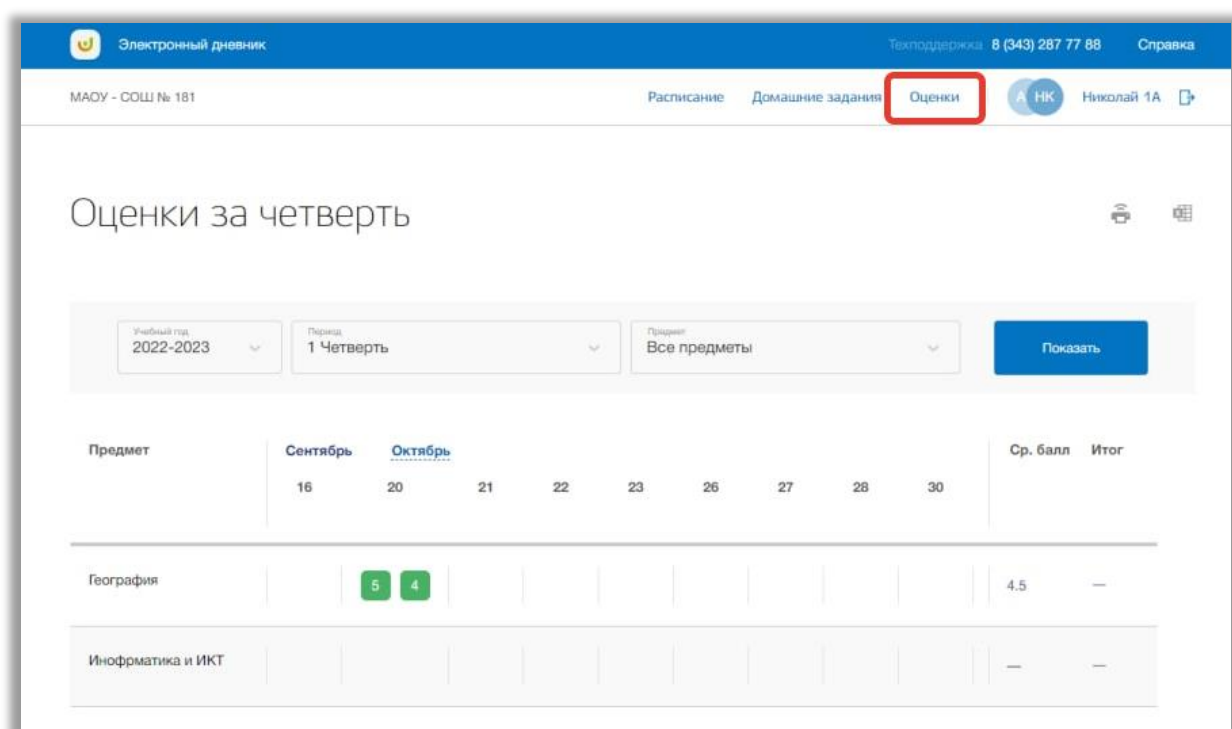 Электронный дневник
Техподдержка 8 (343) 287 77 88 Справка
МАОУ - СОШ № 181
Расписание Домашние задания Оценки А НК Николай 1А
Оценки за четверть
Учебный год Период Предмет
2022-2023 1 Четверть Все предметы Показать
Предмет Сентябрь Октябрь Ср. балл Итог
16 20 21 22 23 26 27 28 30
География 5 4 4.5 —
Инофрматика и ИКТ — —